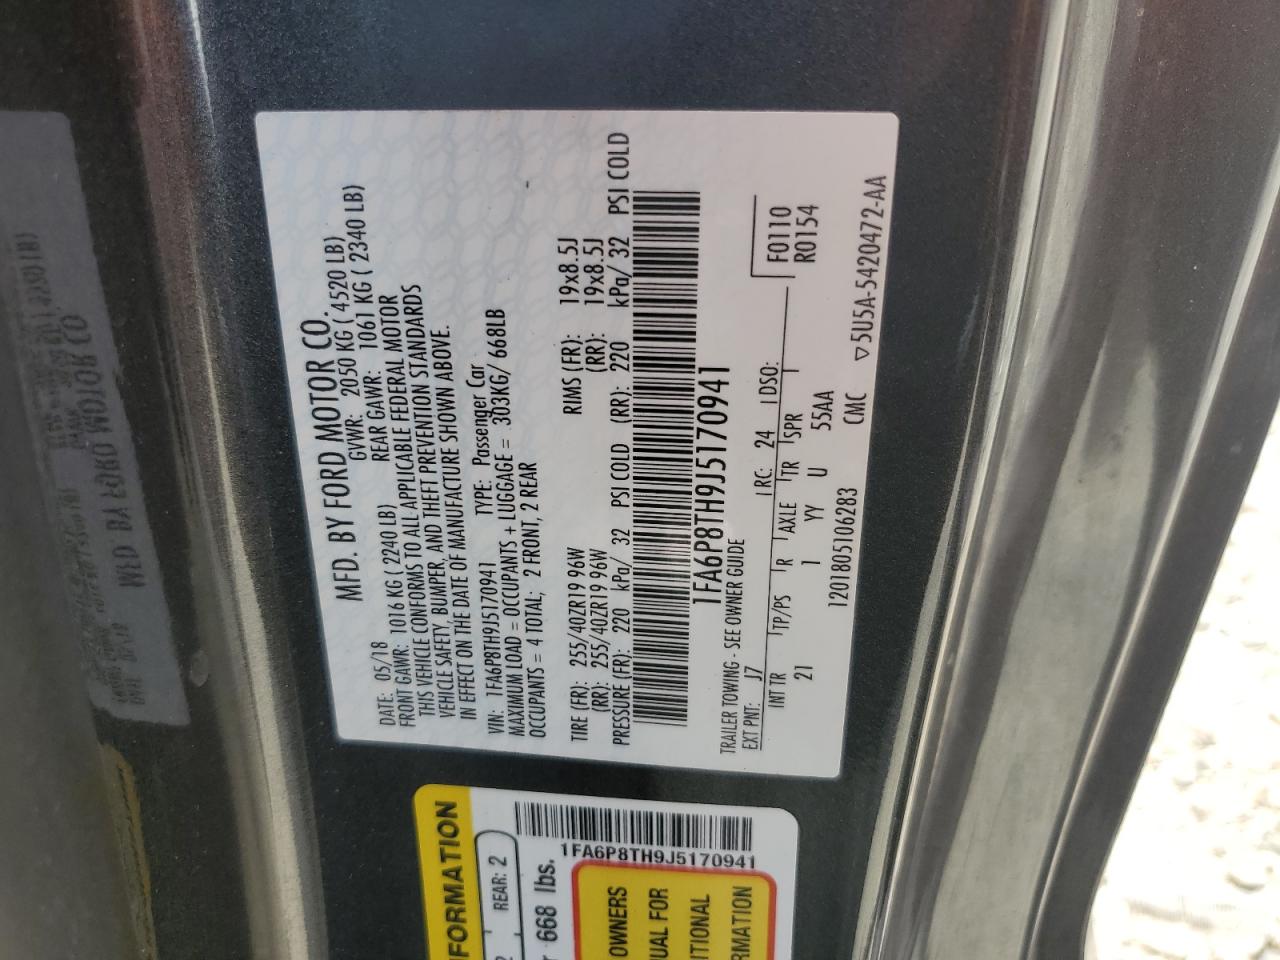 MFD. BY FORD MOTOR CO.
DATE: 05/18 GVWR: 2050 KG ( 4520 LB)
FRONT GAWR: 1016 KG ( 2240 LB) REAR GAWR: 1061 KG ( 2340 LB)
THIS VEHICLE CONFORMS TO ALL APPLICABLE FEDERAL MOTOR
VEHICLE SAFETY, BUMPER, AND THEFT PREVENTION STANDARDS
IN EFFECT ON THE DATE OF MANUFACTURE SHOWN ABOVE.
VIN: 1FA6P8TH9J5170941 TYPE: Passenger Car
MAXIMUM LOAD = OCCUPANTS + LUGGAGE = 303KG/ 668LB
OCCUPANTS = 4 TOTAL; 2 FRONT, 2 REAR
TIRE (FR): 255/40ZR19 96W RIMS (FR): 19x8.5J
(RR): 255/40ZR19 96W (RR): 19x8.5J
PRESSURE (FR): 220 kPa/ 32 PSI COLD (RR): 220 kPa/ 32 PSI COLD
1FA6P8TH9J5170941
TRAILER TOWING - SEE OWNER GUIDE
EXT PNT: J7 RC: 24 DSO: F0110
INT TR TP/PS R AXLE TR SPR R0154
21 1 YY U 55AA
1201805106283 CMC ▽5U5A-5420472-AA
FORMATION
REAR: 2
668 lbs.
1FA6P8TH9J5170941
OWNERS
UAL FOR
ITIONAL
RMATION